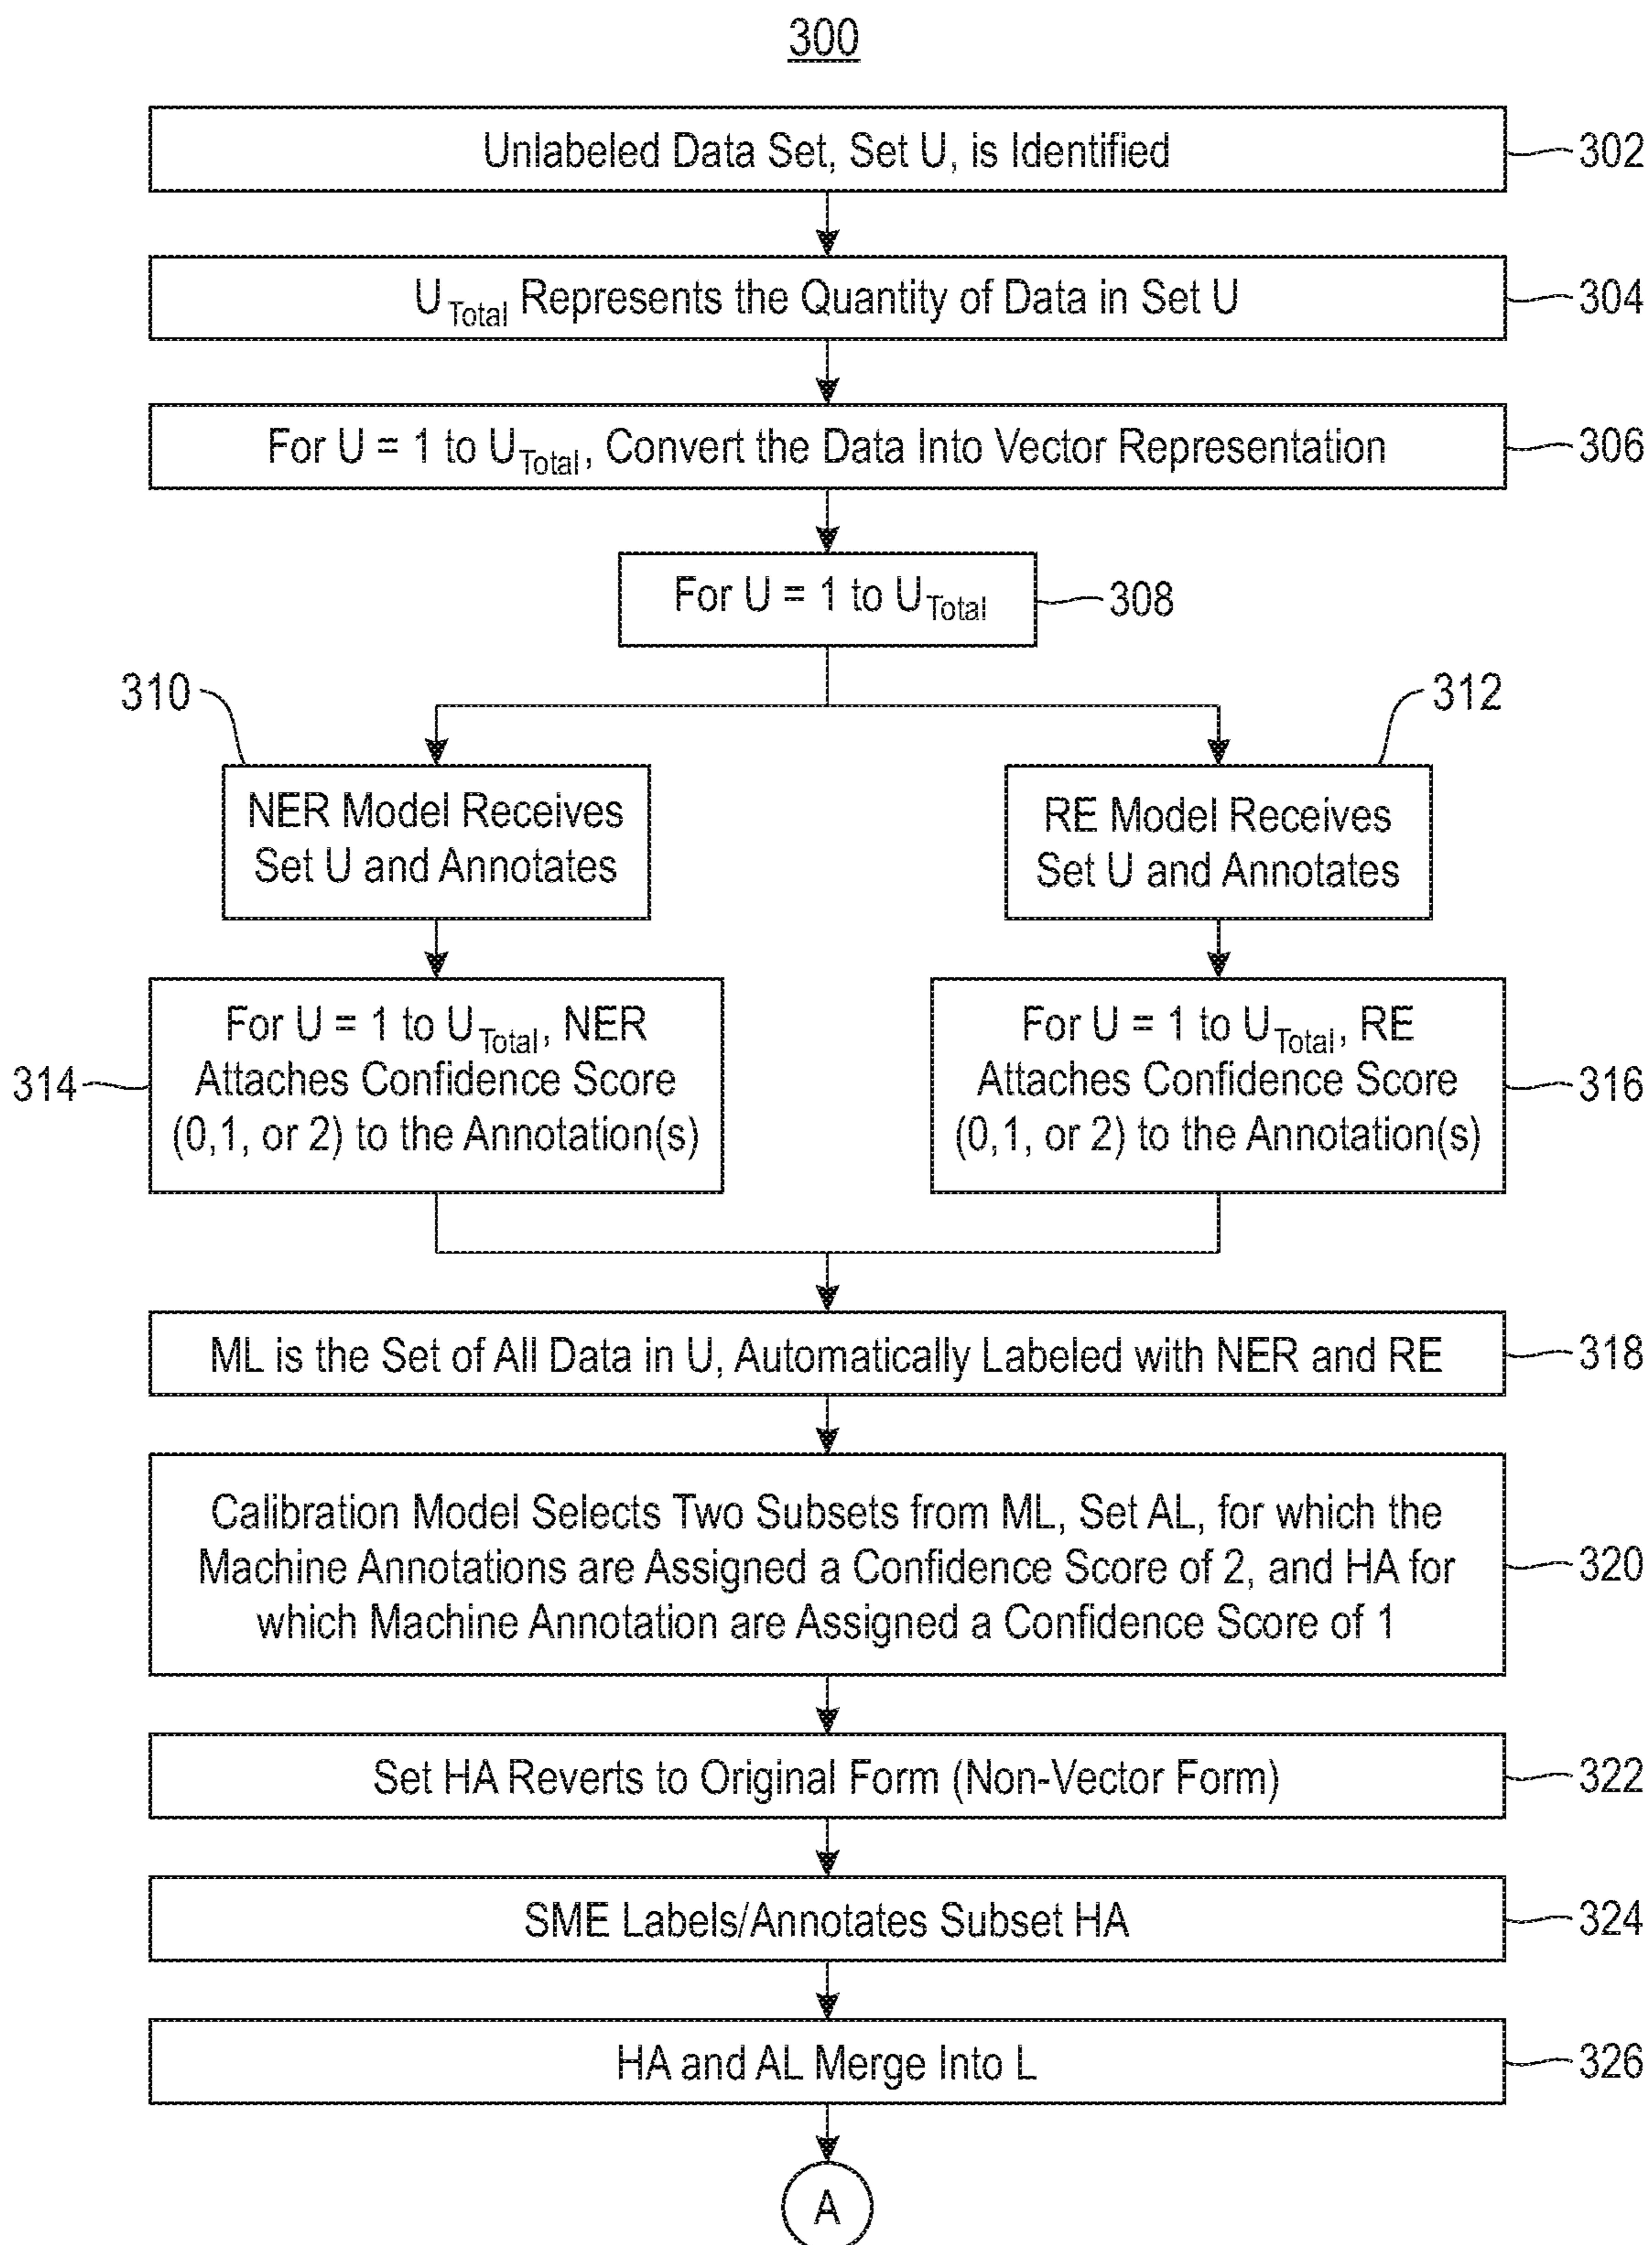 300
Unlabeled Data Set, Set U, is Identified
302
U Total Represents the Quantity of Data in Set U
304
For U = 1 to U Total, Convert the Data Into Vector Representation
306
For U = 1 to U Total
308
310
312
NER Model Receives
Set U and Annotates
RE Model Receives
Set U and Annotates
For U = 1 to U Total, NER
Attaches Confidence Score
(0,1, or 2) to the Annotation(s)
314
For U = 1 to U Total, RE
Attaches Confidence Score
(0,1, or 2) to the Annotation(s)
316
ML is the Set of All Data in U, Automatically Labeled with NER and RE
318
Calibration Model Selects Two Subsets from ML, Set AL, for which the
Machine Annotations are Assigned a Confidence Score of 2, and HA for
which Machine Annotation are Assigned a Confidence Score of 1
320
Set HA Reverts to Original Form (Non-Vector Form)
322
SME Labels/Annotates Subset HA
324
HA and AL Merge Into L
326
A